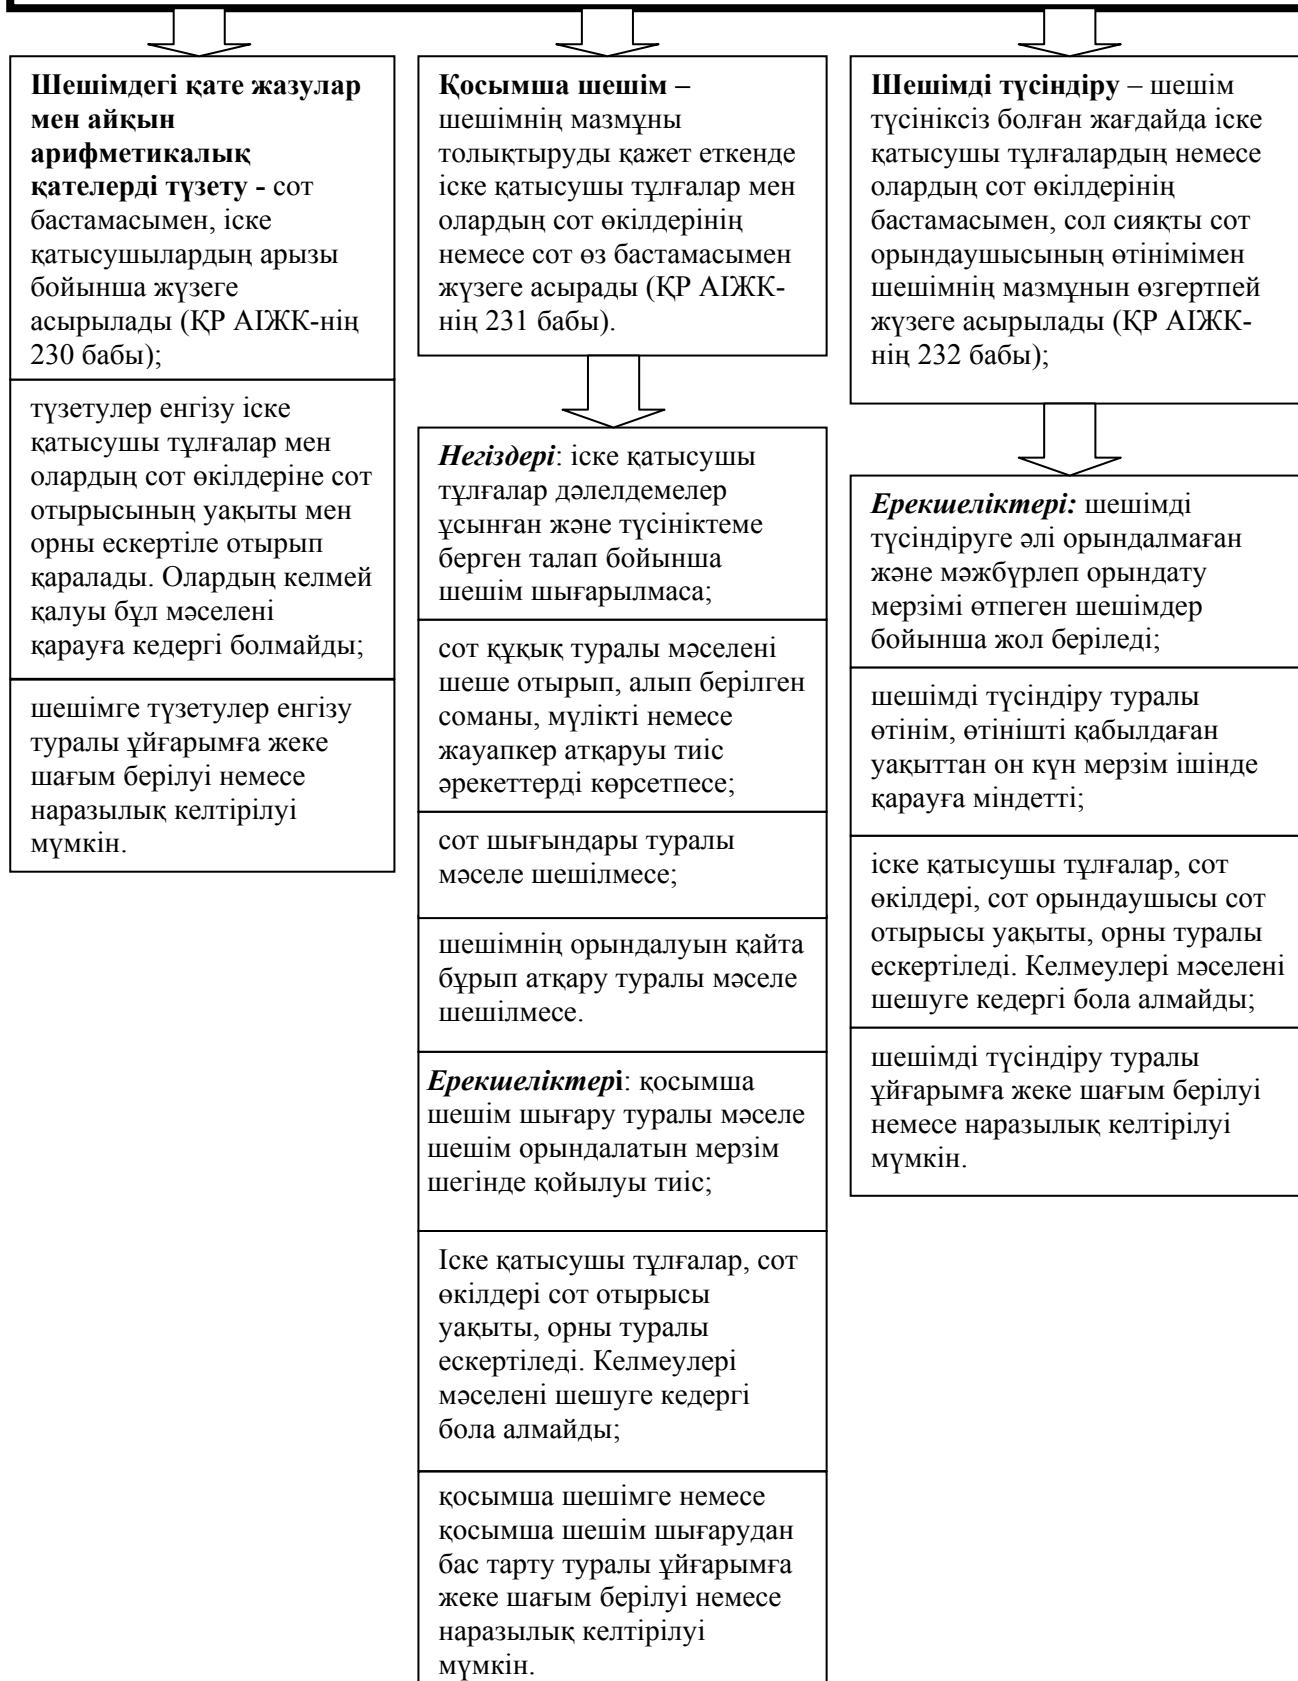 Шешімдегі қате жазулар
мен айқын
арифметикалық
қателерді түзету - сот
бастамасымен, іске
қатысушылардың арызы
бойынша жүзеге
асырылады (ҚР АІЖК-нің
230 бабы);
түзетулер енгізу іске
қатысушы тұлғалар мен
олардың сот өкілдеріне сот
отырысының уақыты мен
орны ескертіле отырып
қаралады. Олардың келмей
қалуы бұл мәселені
қарауға кедергі болмайды;
шешімге түзетулер енгізу
туралы ұйғарымға жеке
шағым берілуі немесе
наразылық келтірілуі
мүмкін.
Қосымша шешім –
шешімнің мазмұны
толықтыруды қажет еткенде
іске қатысушы тұлғалар мен
олардың сот өкілдерінің
немесе сот өз бастамасымен
жүзеге асырады (ҚР АІЖК-
нің 231 бабы).
Негіздері: іске қатысушы
тұлғалар дәлелдемелер
ұсынған және түсініктеме
берген талап бойынша
шешім шығарылмаса;
сот құқық туралы мәселені
шеше отырып, алып берілген
соманы, мүлікті немесе
жауапкер атқаруы тиіс
әрекеттерді көрсетпесе;
сот шығындары туралы
мәселе шешілмесе;
шешімнің орындалуын қайта
бұрып атқару туралы мәселе
шешілмесе.
Ерекшеліктері: қосымша
шешім шығару туралы мәселе
шешім орындалатын мерзім
шегінде қойылуы тиіс;
Іске қатысушы тұлғалар, сот
өкілдері сот отырысы
уақыты, орны туралы
ескертіледі. Келмеулері
мәселені шешуге кедергі
бола алмайды;
қосымша шешімге немесе
қосымша шешім шығарудан
бас тарту туралы ұйғарымға
жеке шағым берілуі немесе
наразылық келтірілуі
мүмкін.
Шешімді түсіндіру – шешім
түсініксіз болған жағдайда іске
қатысушы тұлғалардың немесе
олардың сот өкілдерінің
бастамасымен, сол сияқты сот
орындаушысының өтінімімен
шешімнің мазмұнын өзгертпей
жүзеге асырылады (ҚР АІЖК-
нің 232 бабы);
Ерекшеліктері: шешімді
түсіндіруге әлі орындалмаған
және мәжбүрлеп орындату
мерзімі өтпеген шешімдер
бойынша жол беріледі;
шешімді түсіндіру туралы
өтінім, өтінішті қабылдаған
уақыттан он күн мерзім ішінде
қарауға міндетті;
іске қатысушы тұлғалар, сот
өкілдері, сот орындаушысы сот
отырысы уақыты, орны туралы
ескертіледі. Келмеулері мәселені
шешуге кедергі бола алмайды;
шешімді түсіндіру туралы
ұйғарымға жеке шағым берілуі
немесе наразылық келтірілуі
мүмкін.